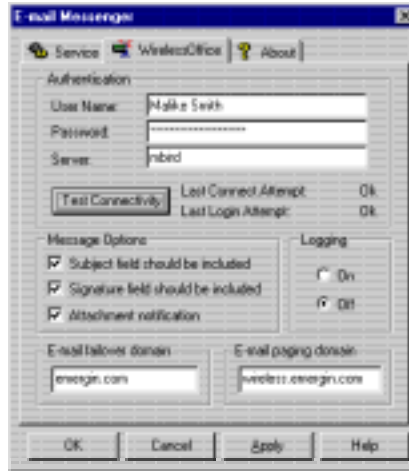 E-mail Messenger
Service WirelessOffice About
Authentication
User Name: Malike Smith
Password: ------------------
Server: mbird
Test Connectivity
Last Connect Attempt: Ok
Last Login Attempt: Ok
Message Options
Subject field should be included
Signature field should be included
Attachment notification
Logging
On
Off
E-mail failover domain
emergin.com
E-mail paging domain
wireless.emergin.com
OK Cancel Apply Help